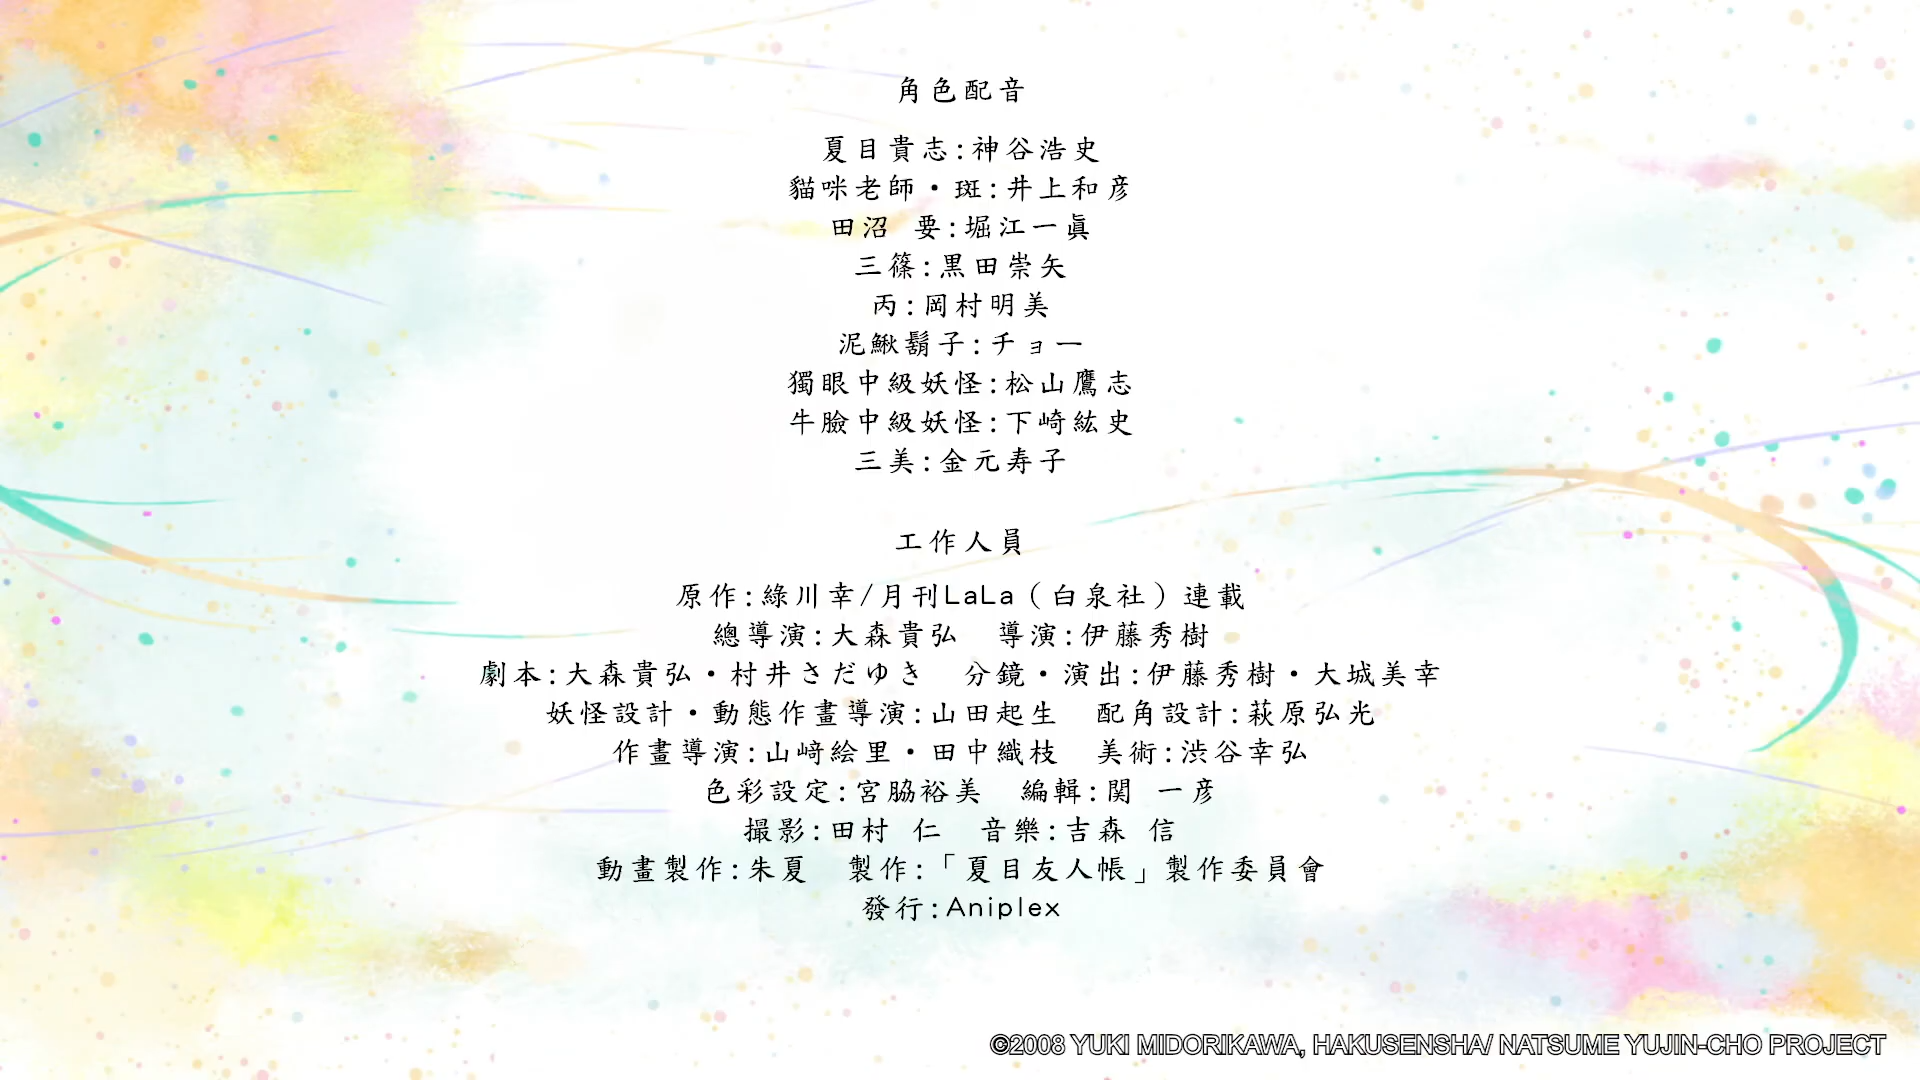 角色配音
夏目貴志:神谷浩史
貓咪老師・斑:井上和彦
田沼 要:堀江一眞
三篠:黒田崇矢
丙:岡村明美
泥鰍鬍子:チョー
獨眼中級妖怪:松山鷹志
牛臉中級妖怪:下崎紘史
三美:金元寿子
工作人員
原作:綠川幸/月刊LaLa（白泉社）連載
總導演:大森貴弘 導演:伊藤秀樹
劇本:大森貴弘・村井さだゆき 分鏡・演出:伊藤秀樹・大城美幸
妖怪設計・動態作畫導演:山田起生 配角設計:萩原弘光
作畫導演:山﨑絵里・田中織枝 美術:渋谷幸弘
色彩設定:宮脇裕美 編輯:関 一彦
撮影:田村 仁 音樂:吉森 信
動畫製作:朱夏 製作:「夏目友人帳」製作委員會
發行:Aniplex
©2008 YUKI MIDORIKAWA, HAKUSENSHA/ NATSUME YUJIN-CHO PROJECT